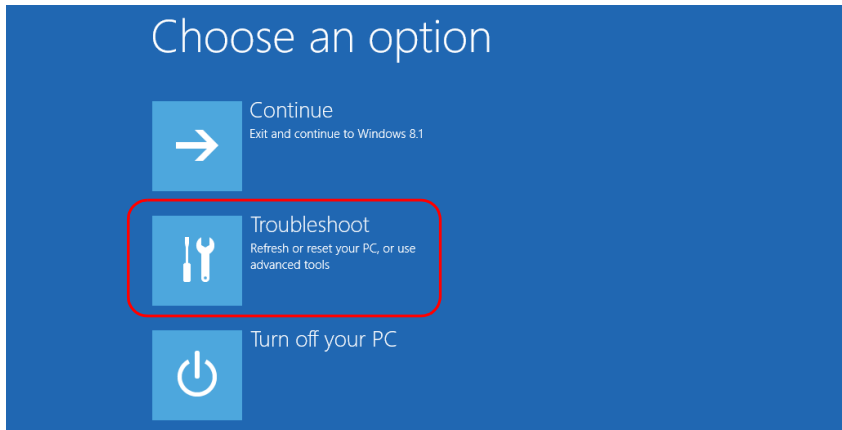 Choose an option
Continue
Exit and continue to Windows 8.1
Troubleshoot
Refresh or reset your PC, or use
advanced tools
Turn off your PC